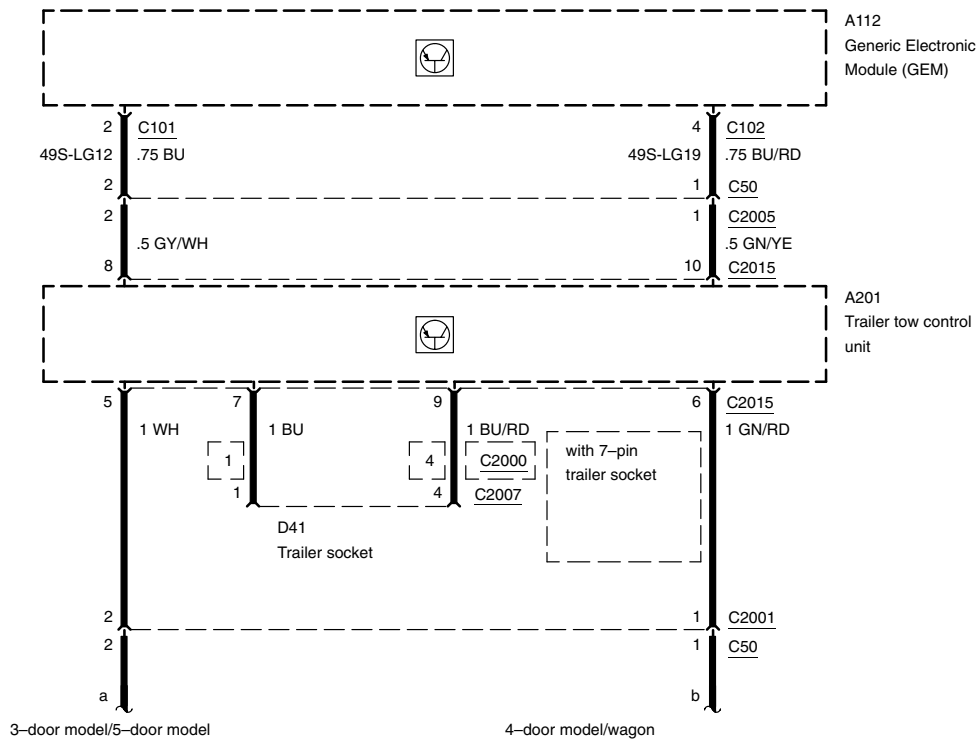 A112
Generic Electronic
Module (GEM)
2 C101 4 C102
49S-LG12 .75 BU 49S-LG19 .75 BU/RD
2 1 C50
2 1 C2005
.5 GY/WH .5 GN/YE
8 10 C2015
A201
Trailer tow control
unit
5 7 9 6 C2015
1 WH 1 BU 1 BU/RD 1 GN/RD
with 7–pin
1 4 C2000
trailer socket
1 4 C2007
D41
Trailer socket
2 1 C2001
2 1 C50
a b
3–door model/5–door model 4–door model/wagon